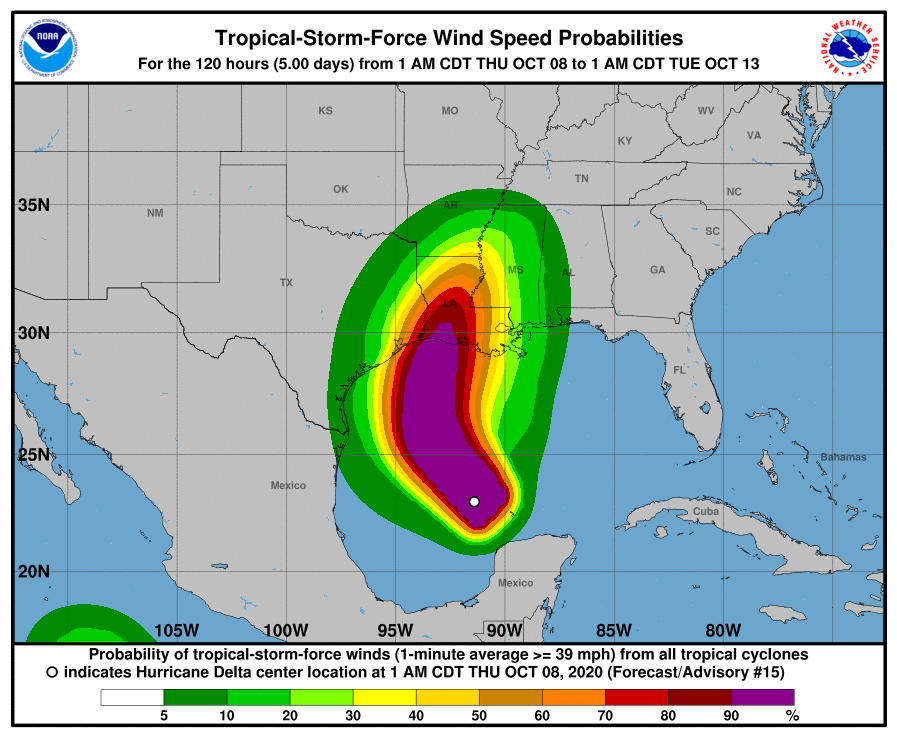 NOAA
NATIONAL WEATHER SERVICE
Tropical-Storm-Force Wind Speed Probabilities
For the 120 hours (5.00 days) from 1 AM CDT THU OCT 08 to 1 AM CDT TUE OCT 13
KS
MO
WV
VA
KY
OK
TN
NC
35N
AR
NM
SC
TX
MS
AL
GA
LA
30N
FL
25N
Bahamas
Mexico
Cuba
20N
Mexico
105W
100W
95W
90W
85W
80W
Probability of tropical-storm-force winds (1-minute average >= 39 mph) from all tropical cyclones
indicates Hurricane Delta center location at 1 AM CDT THU OCT 08, 2020 (Forecast/Advisory #15)
5 10 20 30 40 50 60 70 80 90 %